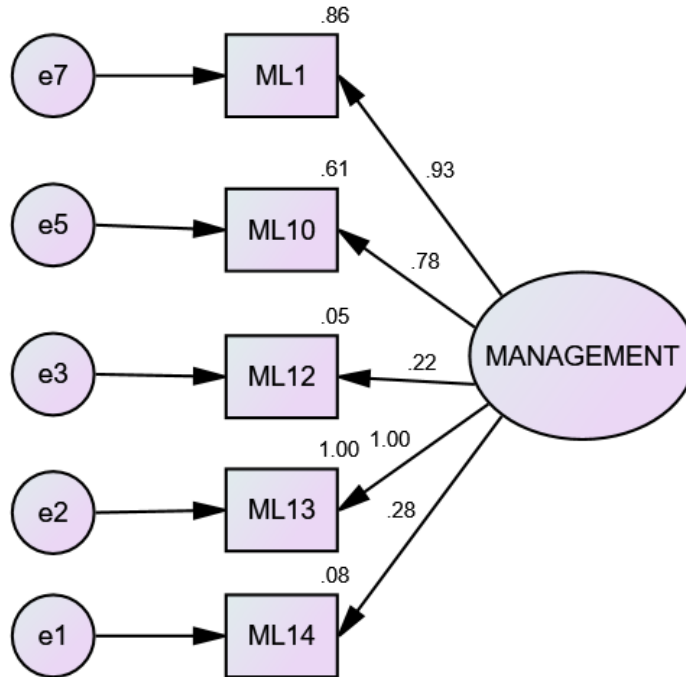 .86
e7
ML1
.93
.61
e5
ML10
.78
.05
e3
ML12
.22
MANAGEMENT
1.00
1.00
e2
ML13
.28
.08
e1
ML14